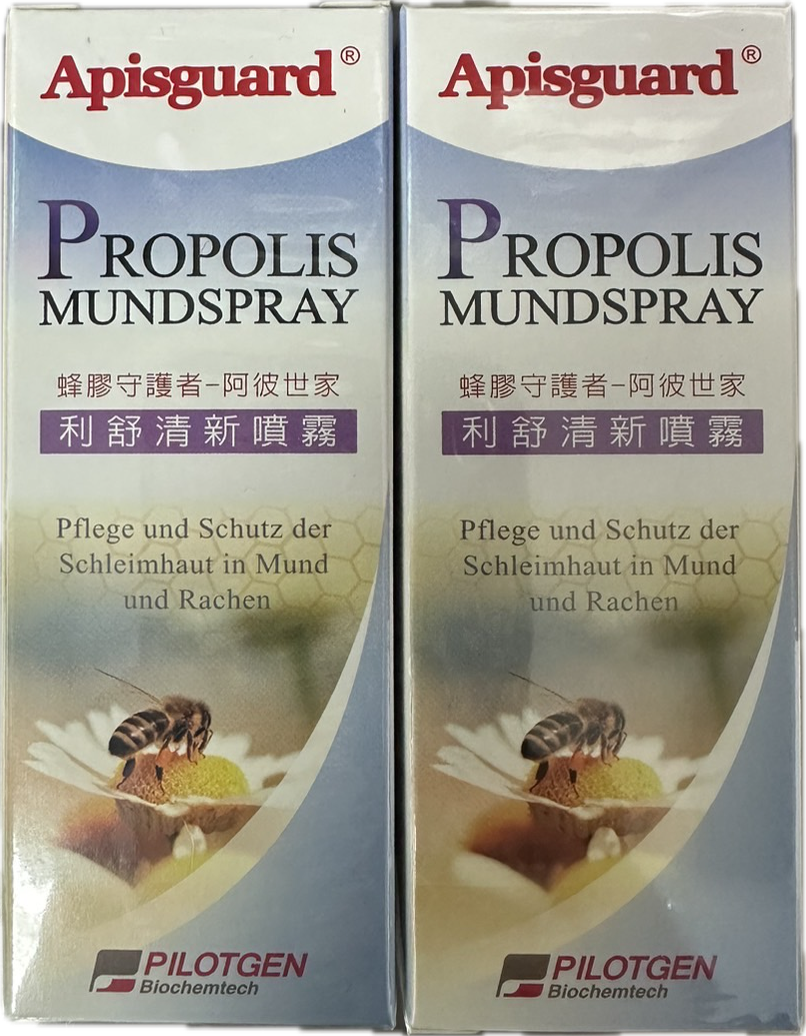 Apisguard®
PROPOLIS
MUNDSPRAY
蜂膠守護者–阿彼世家
利舒清新噴霧
Pflege und Schutz der
Schleimhaut in Mund
und Rachen
PILOTGEN
Biochemtech
Apisguard®
PROPOLIS
MUNDSPRAY
蜂膠守護者–阿彼世家
利舒清新噴霧
Pflege und Schutz der
Schleimhaut in Mund
und Rachen
PILOTGEN
Biochemtech